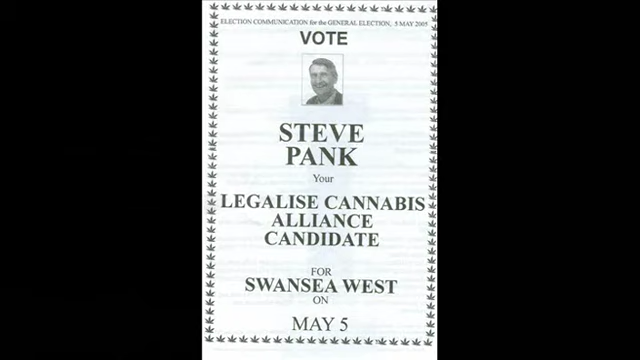 ELECTION COMMUNICATION for the GENERAL ELECTION, 5 MAY 2005
VOTE
STEVE
PANK
Your
LEGALISE CANNABIS
ALLIANCE
CANDIDATE
FOR
SWANSEA WEST
ON
MAY 5